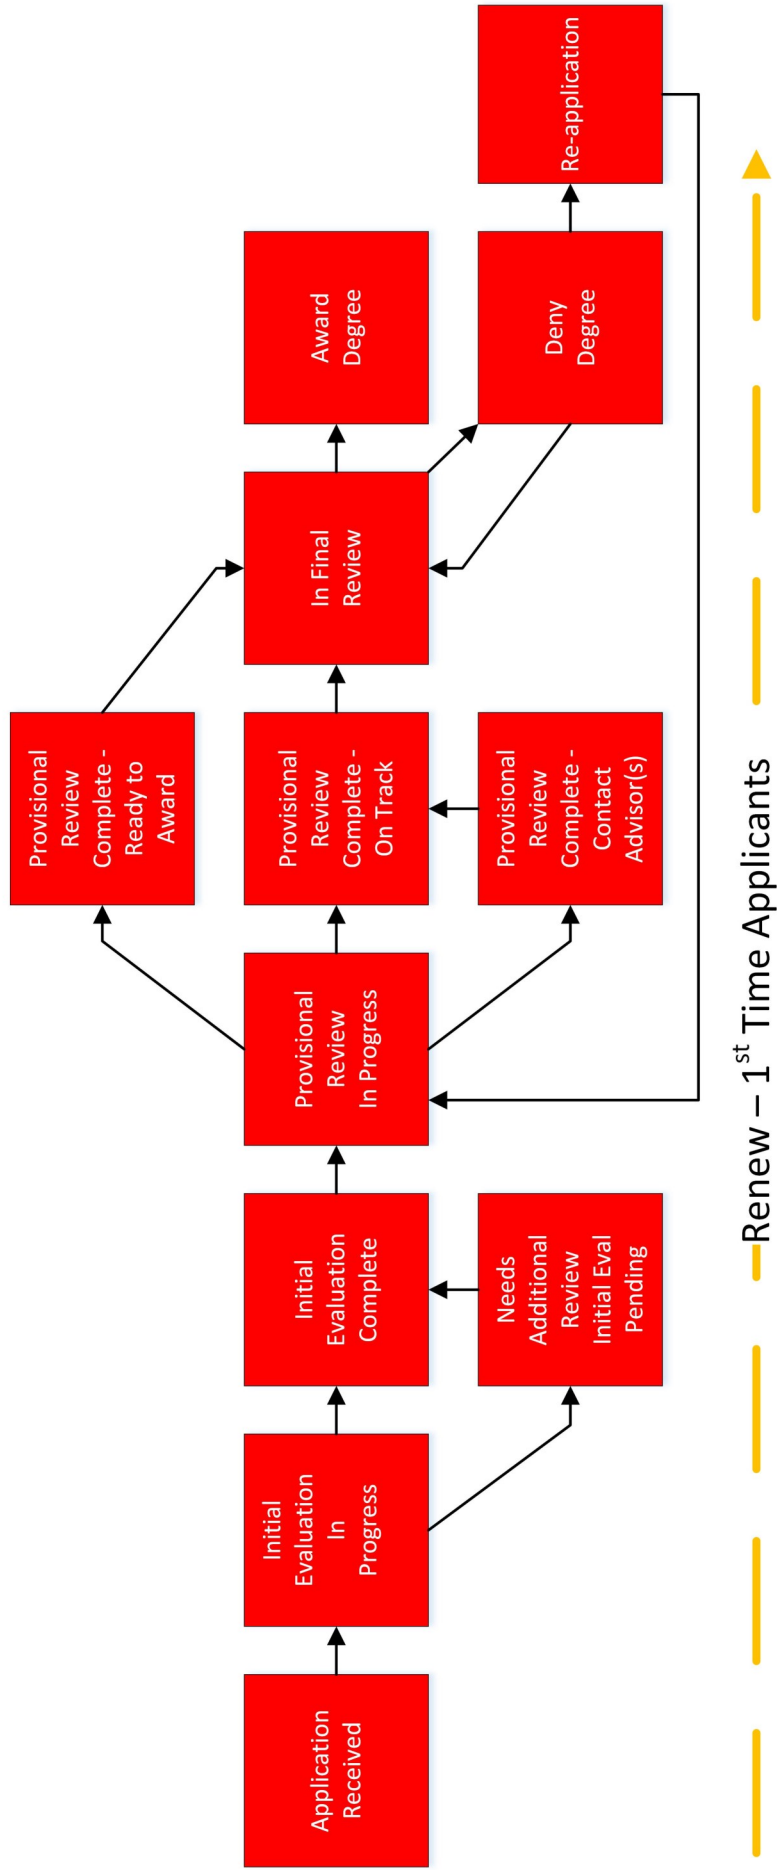 Provisional
Review
Complete -
Ready to
Award
Application
Received
Initial
Evaluation
In
Progress
Initial
Evaluation
Complete
Provisional
Review
In Progress
Provisional
Review
Complete -
On Track
In Final
Review
Award
Degree
Needs
Additional
Review
Initial Eval
Pending
Provisional
Review
Complete -
Contact
Advisor(s)
Deny
Degree
Re-application
Renew – 1st Time Applicants